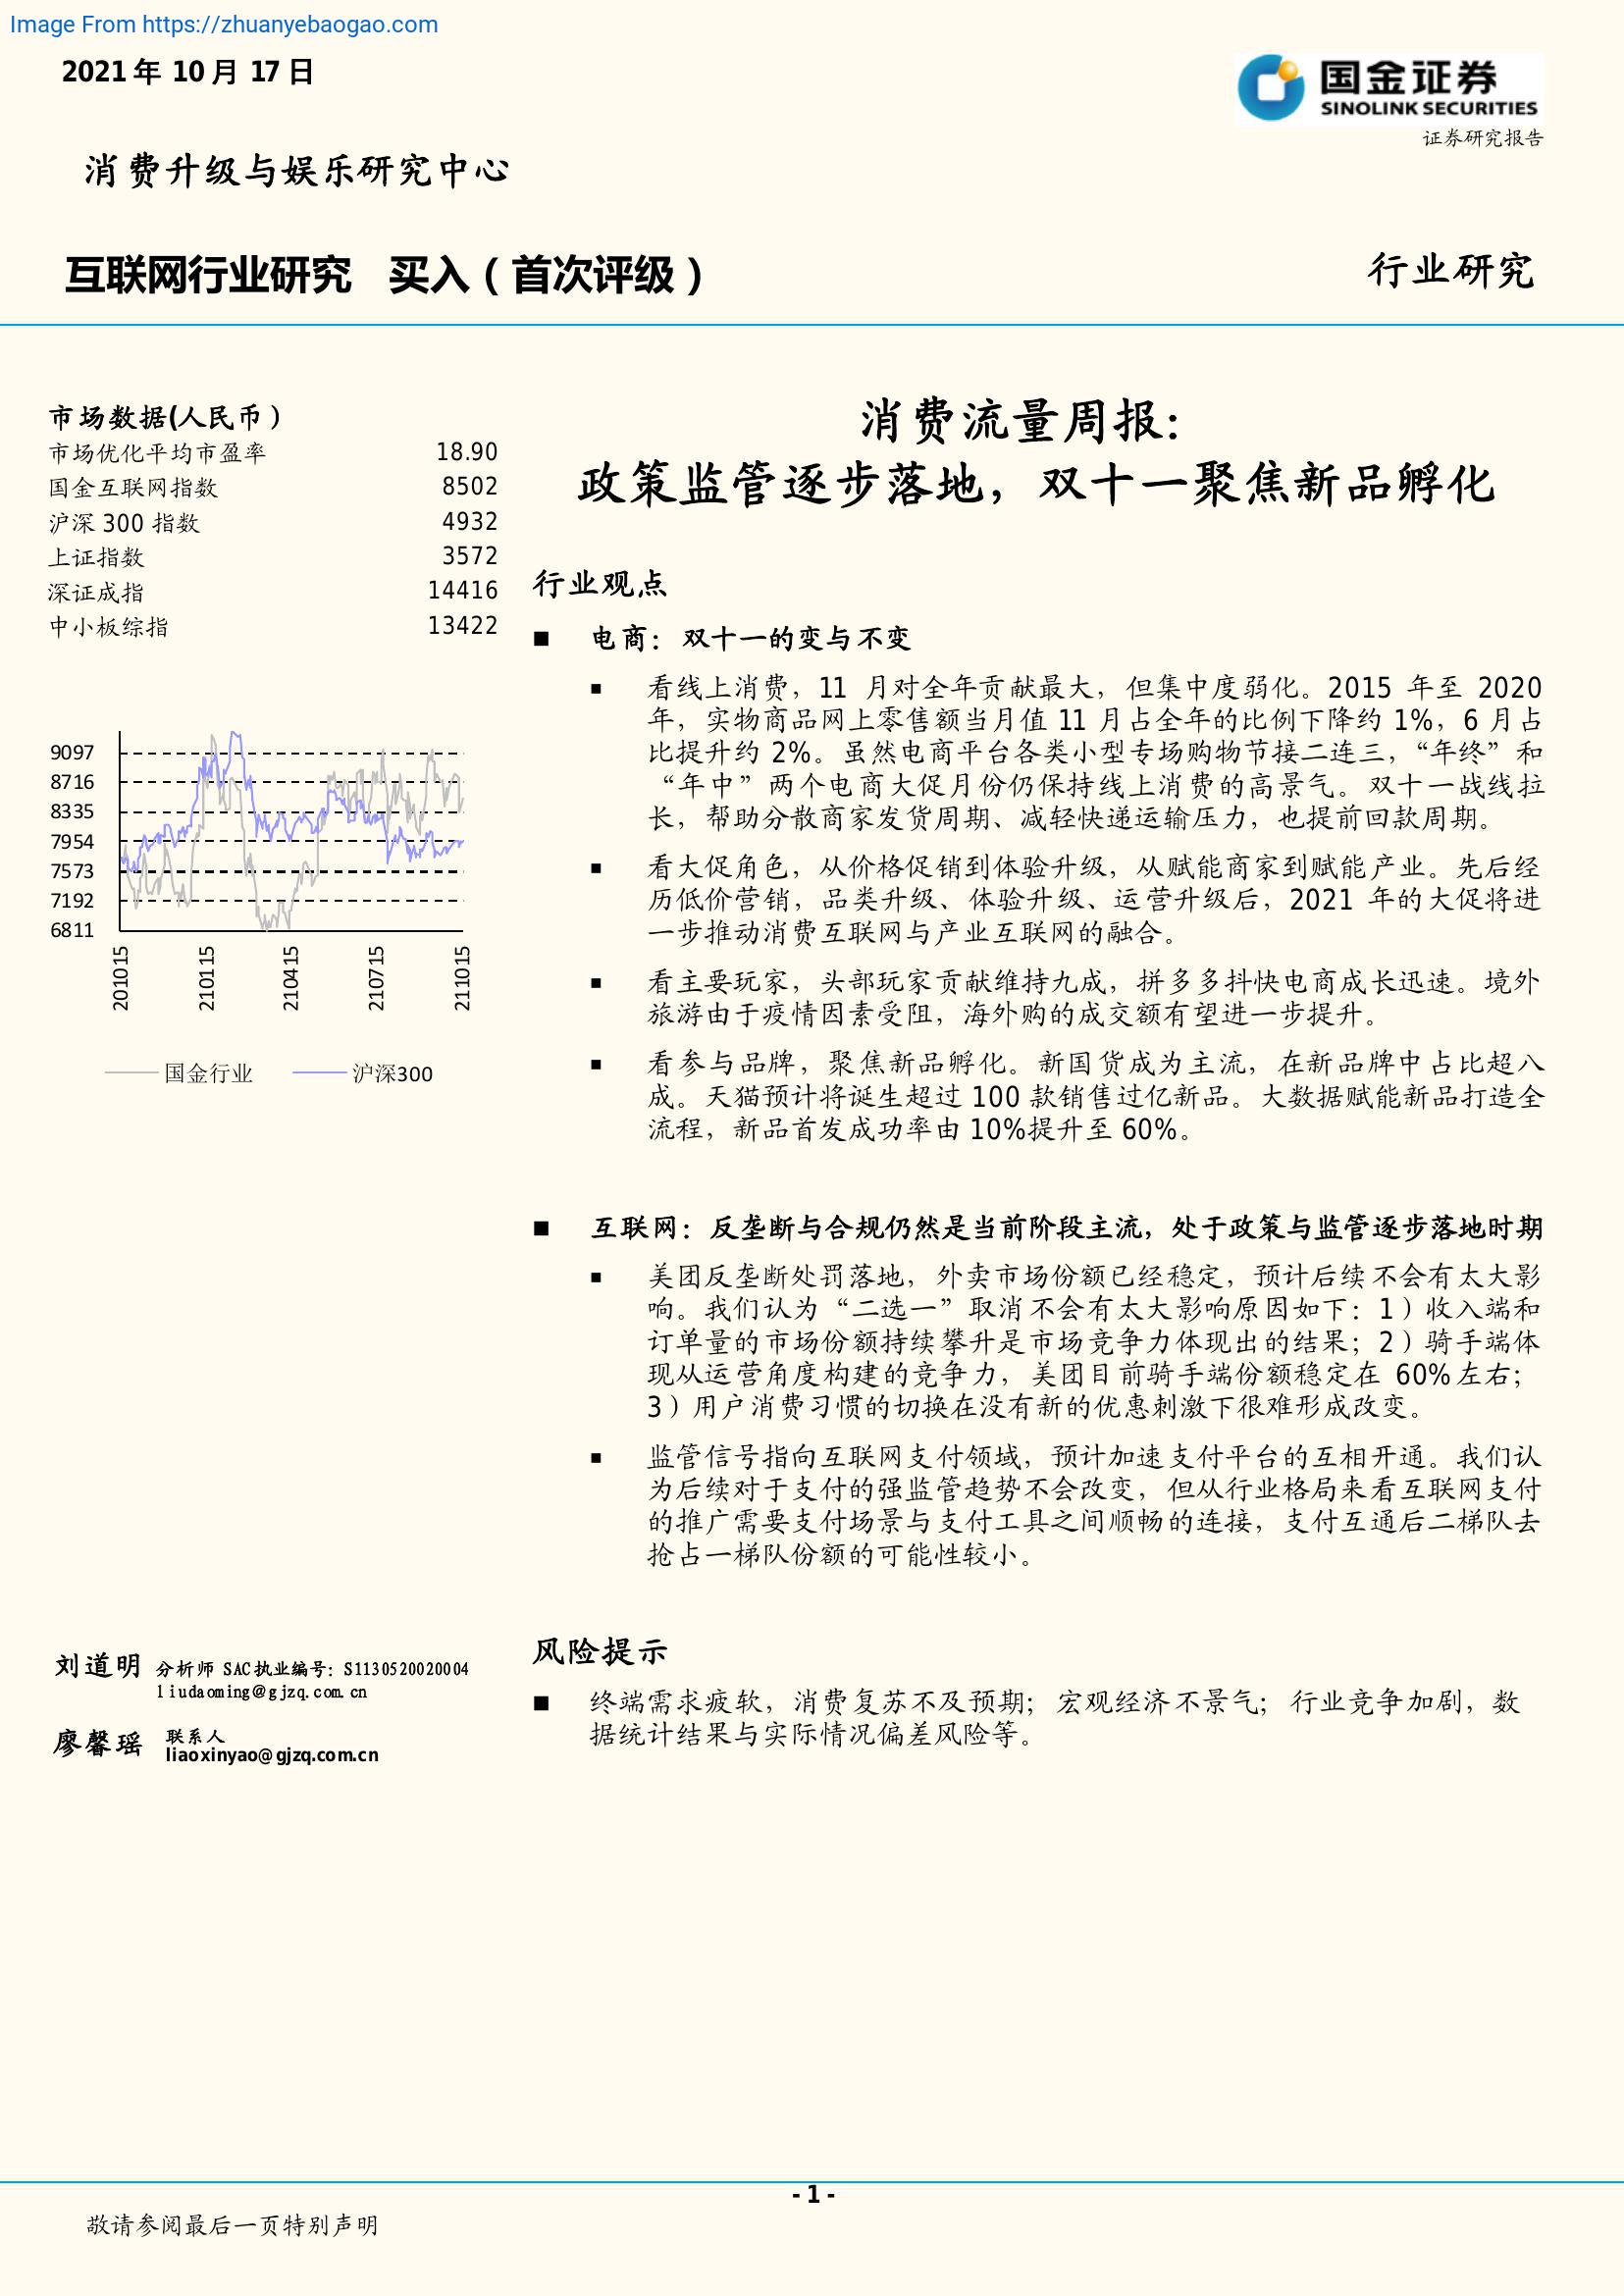 Image From https://zhuanyebaogao.com
2021 年 10 月 17 日
国金证券
SINOLINK SECURITIES
证券研究报告
消费升级与娱乐研究中心
互联网行业研究 买入（首次评级）
行业研究
市场数据(人民币）
市场优化平均市盈率 18.90
国金互联网指数 8502
沪深 300 指数 4932
上证指数 3572
深证成指 14416
中小板综指 13422
9097
8716
8335
7954
7573
7192
6811
201015
210115
210415
210715
211015
国金行业 沪深300
刘道明 分析师 SAC执业编号：S1130520020004
liudaoming@gjzq.com.cn
廖馨瑶 联系人
liaoxinyao@gjzq.com.cn
消费流量周报：
政策监管逐步落地，双十一聚焦新品孵化
行业观点
■ 电商：双十一的变与不变
■ 看线上消费，11 月对全年贡献最大，但集中度弱化。2015 年至 2020
年，实物商品网上零售额当月值 11 月占全年的比例下降约 1%，6 月占
比提升约 2%。虽然电商平台各类小型专场购物节接二连三，“年终”和
“年中”两个电商大促月份仍保持线上消费的高景气。双十一战线拉
长，帮助分散商家发货周期、减轻快递运输压力，也提前回款周期。
■ 看大促角色，从价格促销到体验升级，从赋能商家到赋能产业。先后经
历低价营销，品类升级、体验升级、运营升级后，2021 年的大促将进
一步推动消费互联网与产业互联网的融合。
■ 看主要玩家，头部玩家贡献维持九成，拼多多抖快电商成长迅速。境外
旅游由于疫情因素受阻，海外购的成交额有望进一步提升。
■ 看参与品牌，聚焦新品孵化。新国货成为主流，在新品牌中占比超八
成。天猫预计将诞生超过 100 款销售过亿新品。大数据赋能新品打造全
流程，新品首发成功率由 10%提升至 60%。
■ 互联网：反垄断与合规仍然是当前阶段主流，处于政策与监管逐步落地时期
■ 美团反垄断处罚落地，外卖市场份额已经稳定，预计后续不会有太大影
响。我们认为“二选一”取消不会有太大影响原因如下：1）收入端和
订单量的市场份额持续攀升是市场竞争力体现出的结果；2）骑手端体
现从运营角度构建的竞争力，美团目前骑手端份额稳定在 60%左右；
3）用户消费习惯的切换在没有新的优惠刺激下很难形成改变。
■ 监管信号指向互联网支付领域，预计加速支付平台的互相开通。我们认
为后续对于支付的强监管趋势不会改变，但从行业格局来看互联网支付
的推广需要支付场景与支付工具之间顺畅的连接，支付互通后二梯队去
抢占一梯队份额的可能性较小。
风险提示
■ 终端需求疲软，消费复苏不及预期；宏观经济不景气；行业竞争加剧，数
据统计结果与实际情况偏差风险等。
- 1 -
敬请参阅最后一页特别声明